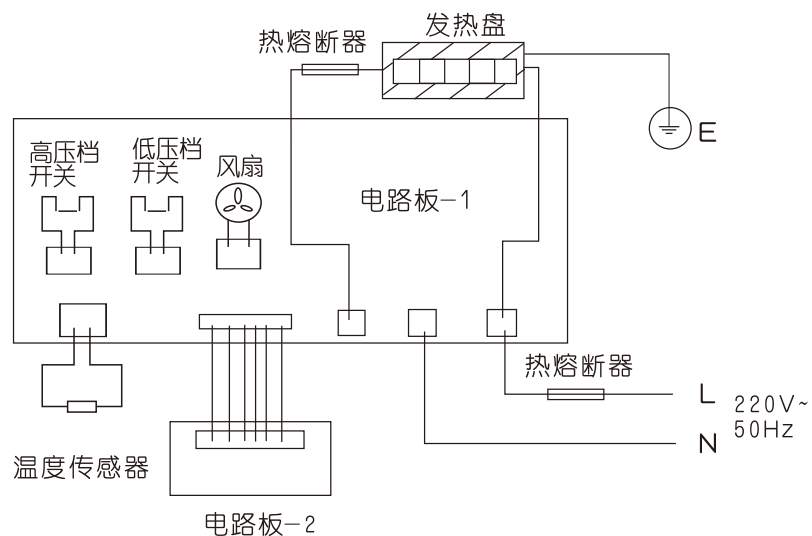 发热盘
热熔断器
E
高压档
开关
低压档
开关
风扇
电路板-1
热熔断器
L
220V~
50Hz
N
温度传感器
电路板-2